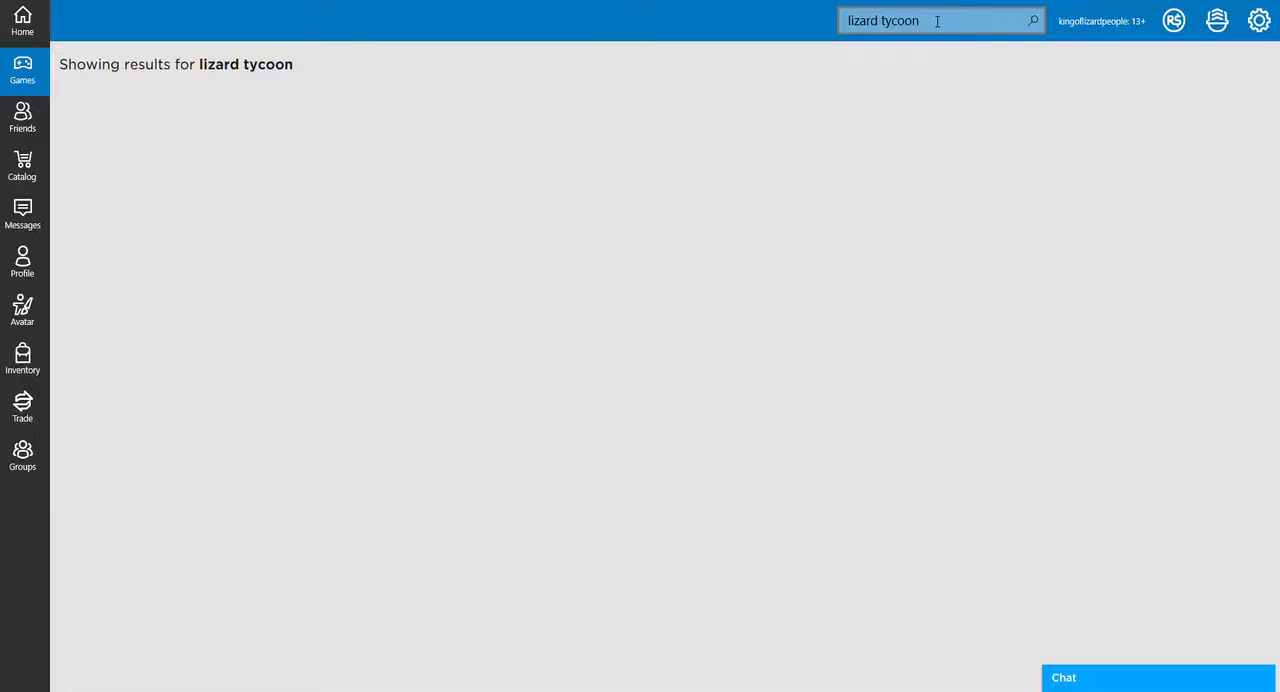 lizard tycoon
kingoflizardpeople: 13+
R$
Home
Games
Friends
Catalog
Messages
Profile
Avatar
Inventory
Trade
Groups
Showing results for lizard tycoon
Chat